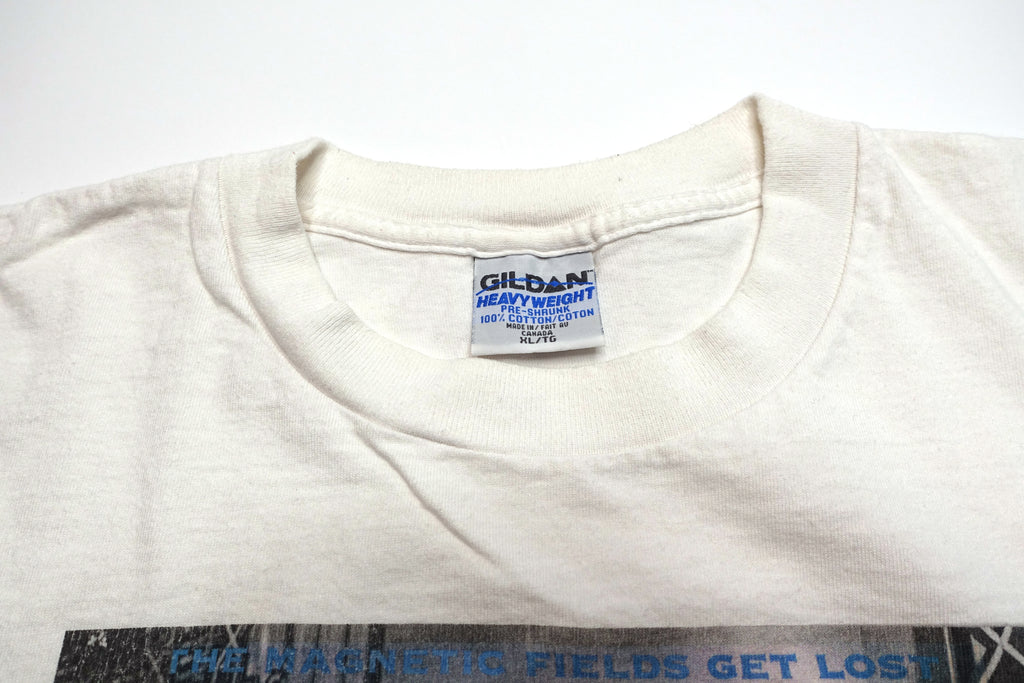 GILDAN™
HEAVY WEIGHT
PRE-SHRUNK
100% COTTON/COTON
MADE IN/FAIT AU
CANADA
XL/TG
THE MAGNETIC FIELDS GET LOST